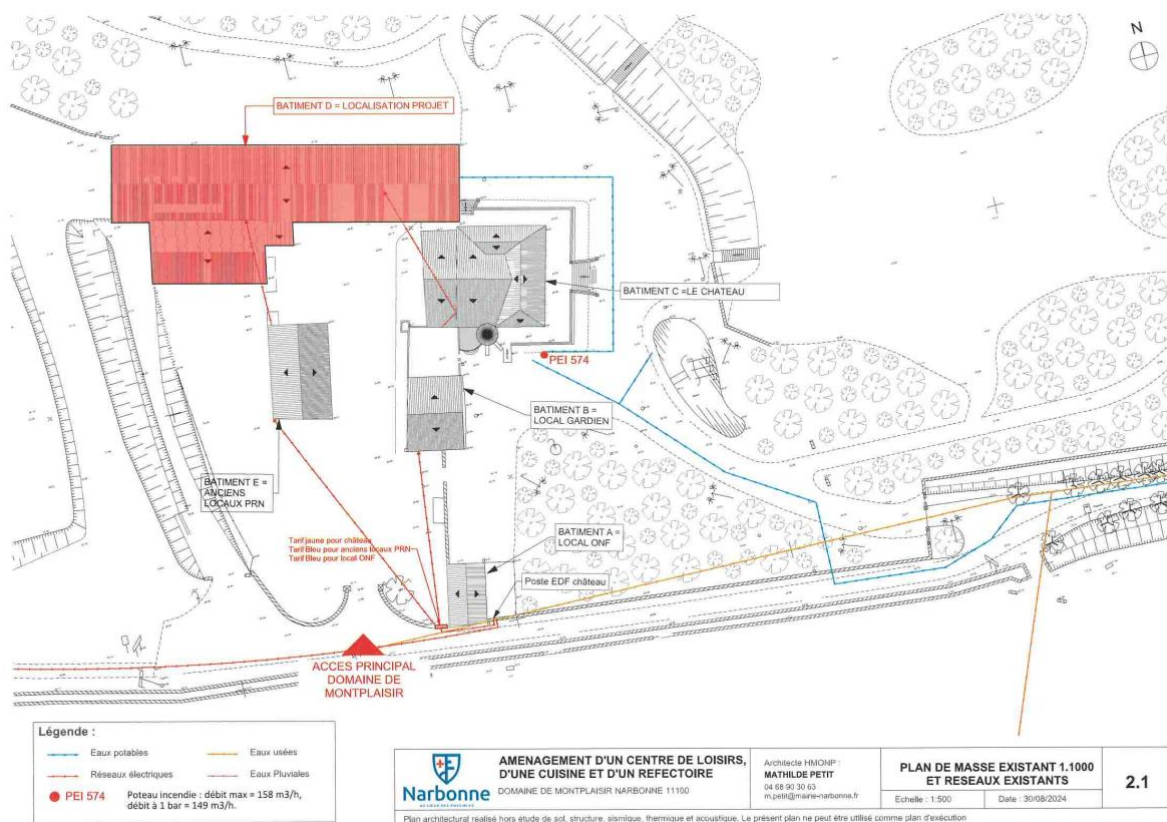 N
BATIMENT D = LOCALISATION PROJET
BATIMENT C =LE CHATEAU
PEI 574
BATIMENT B =
LOCAL GARDIEN
BATIMENT E =
ANCIENS
LOCAUX PRN
BATIMENT A =
LOCAL ONF
Tarif jaune pour château
Tarif Bleu pour anciens locaux PRN
Tarif Bleu pour local ONF
Poste EDF château
ACCES PRINCIPAL
DOMAINE DE
MONTPLAISIR
Légende :
Eaux potables
Eaux usées
Réseaux électriques
Eaux Pluviales
PEI 574
Poteau incendie : débit max = 158 m3/h,
débit à 1 bar = 149 m3/h.
Narbonne
AMENAGEMENT D'UN CENTRE DE LOISIRS,
D'UNE CUISINE ET D'UN REFECTOIRE
DOMAINE DE MONTPLAISIR NARBONNE 11100
Architecte HMONP :
MATHILDE PETIT
04 68 90 30 63
m.petit@mairie-narbonne.fr
PLAN DE MASSE EXISTANT 1.1000
ET RESEAUX EXISTANTS
Echelle : 1:500
Date : 30/08/2024
2.1
Plan architectural réalisé hors étude de sol, structure, sismique, thermique et acoustique. Le présent plan ne peut être utilisé comme plan d'exécution